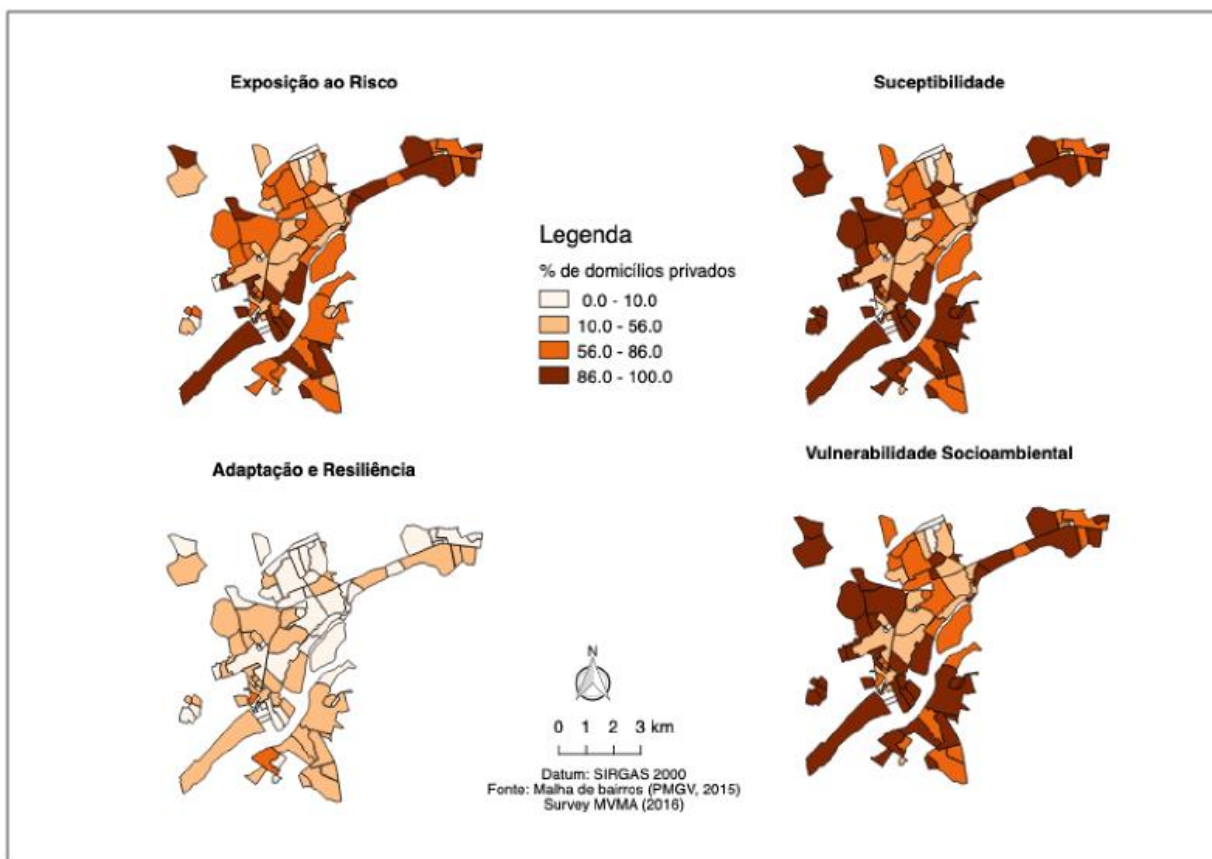 Exposição ao Risco
Suceptibilidade
Legenda
% de domicílios privados
0.0 - 10.0
10.0 - 56.0
56.0 - 86.0
86.0 - 100.0
Adaptação e Resiliência
Vulnerabilidade Socioambiental
N
0 1 2 3 km
Datum: SIRGAS 2000
Fonte: Malha de bairros (PMGV, 2015)
Survey MVMA (2016)